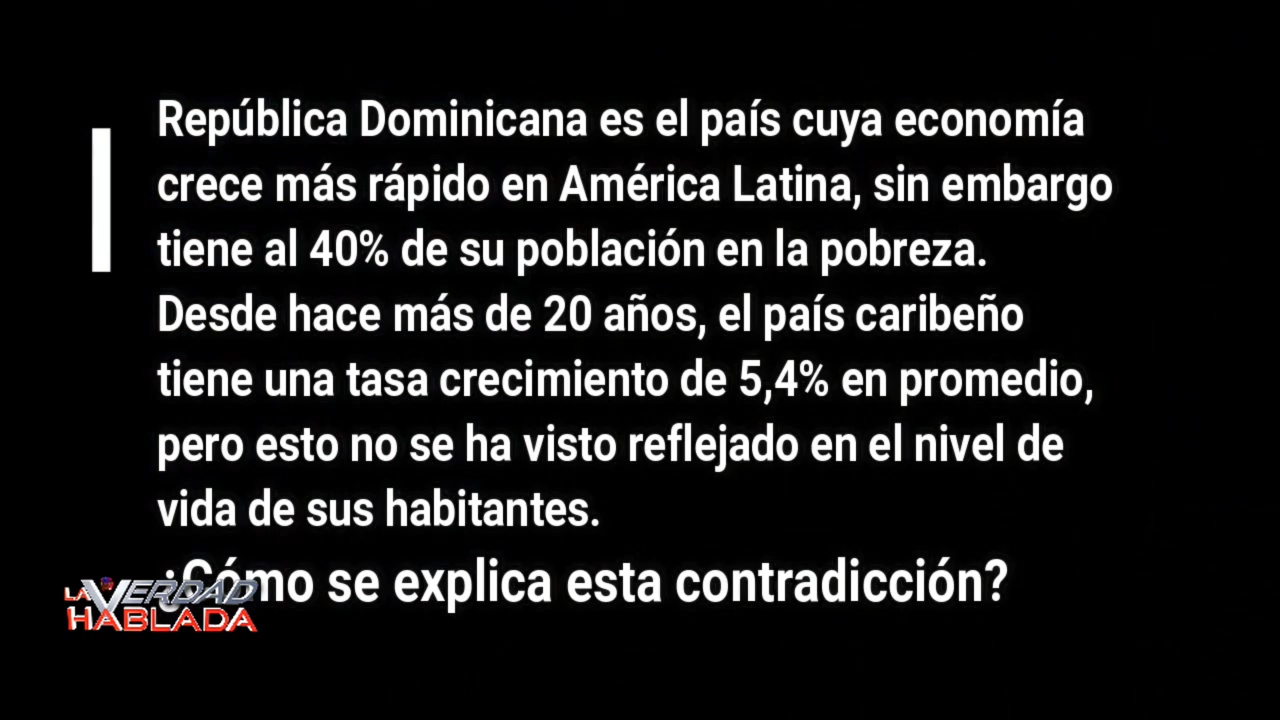 República Dominicana es el país cuya economía
crece más rápido en América Latina, sin embargo
tiene al 40% de su población en la pobreza.
Desde hace más de 20 años, el país caribeño
tiene una tasa crecimiento de 5,4% en promedio,
pero esto no se ha visto reflejado en el nivel de
vida de sus habitantes.
¿Cómo se explica esta contradicción?
LA VERDAD
HABLADA